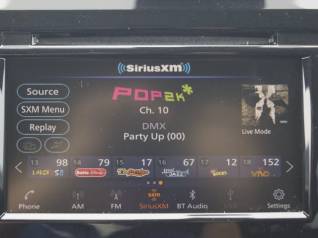 SiriusXM
Source
SXM Menu
Replay
POP2K
Ch. 10
DMX
Party Up (00)
Live Mode
13 98 14 79 15 17 16 67 17 12 18 152
Phone AM FM SiriusXM BT Audio Settings